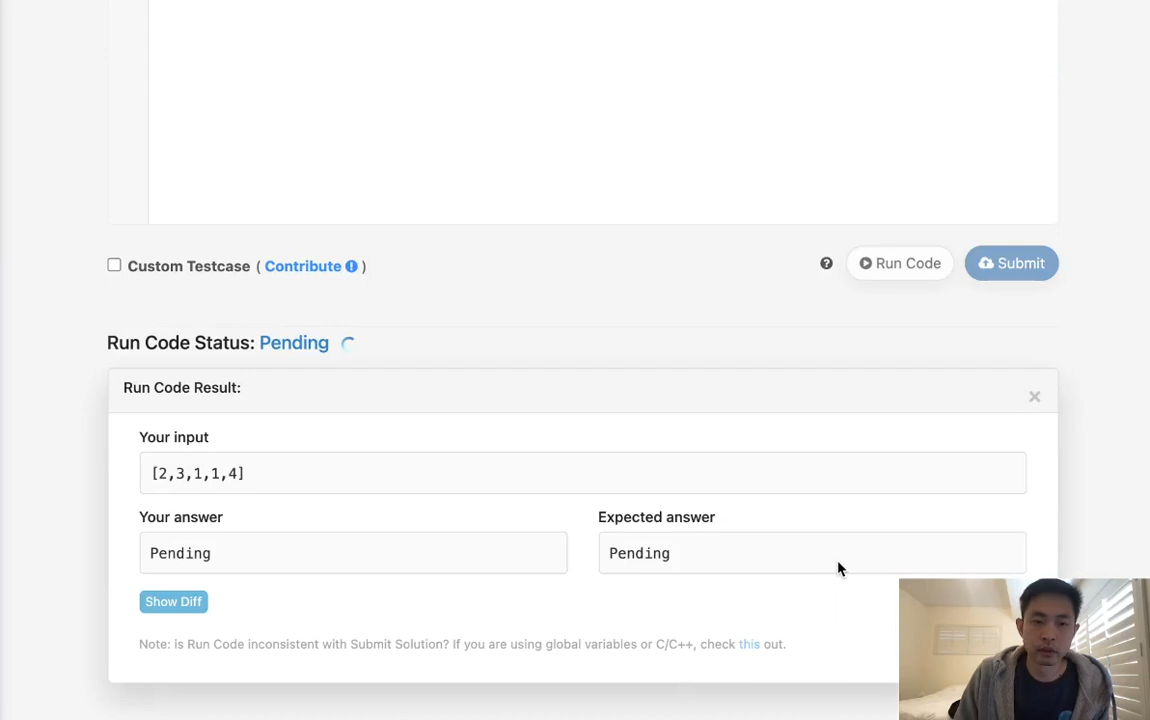 Custom Testcase ( Contribute )
Run Code
Submit
Run Code Status: Pending
Run Code Result:
Your input
[2,3,1,1,4]
Your answer
Expected answer
Pending
Pending
Show Diff
Note: is Run Code inconsistent with Submit Solution? If you are using global variables or C/C++, check this out.